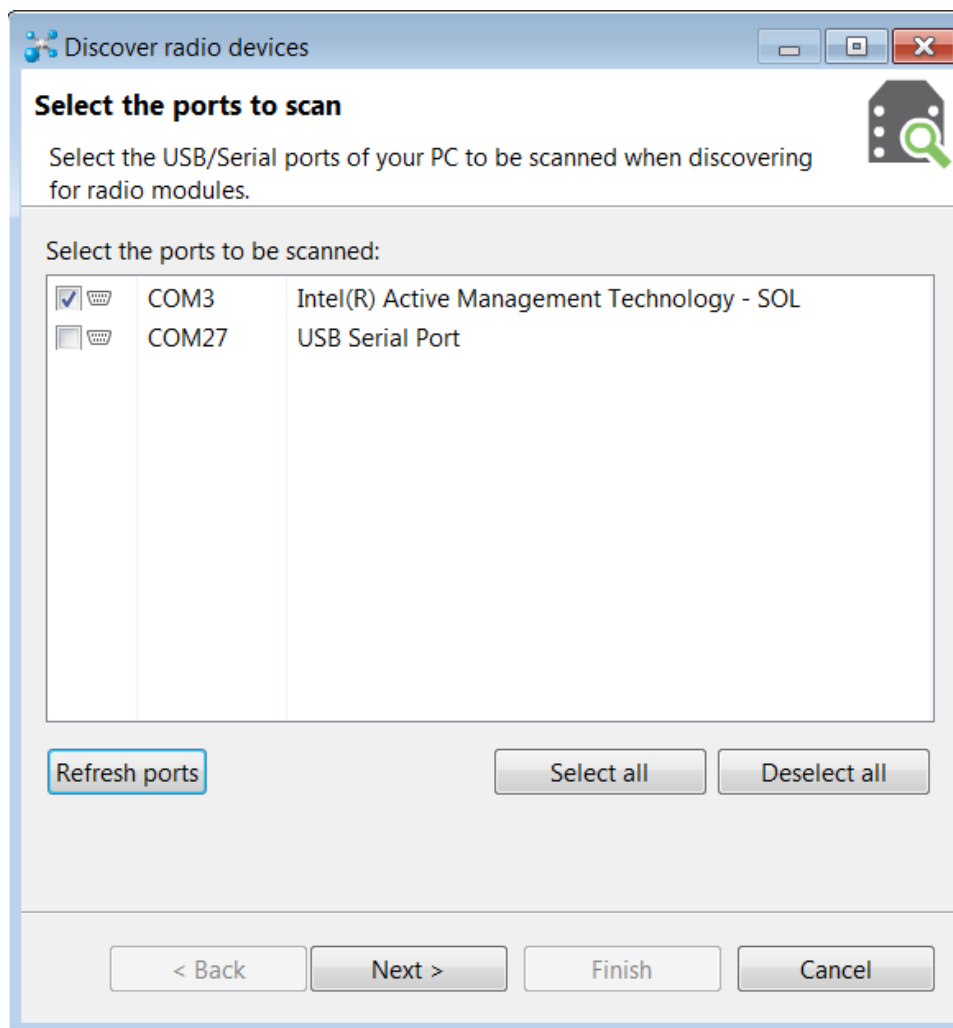 Discover radio devices
Select the ports to scan
Select the USB/Serial ports of your PC to be scanned when discovering
for radio modules.
Select the ports to be scanned:
COM3 Intel(R) Active Management Technology - SOL
COM27 USB Serial Port
Refresh ports Select all Deselect all
< Back Next > Finish Cancel